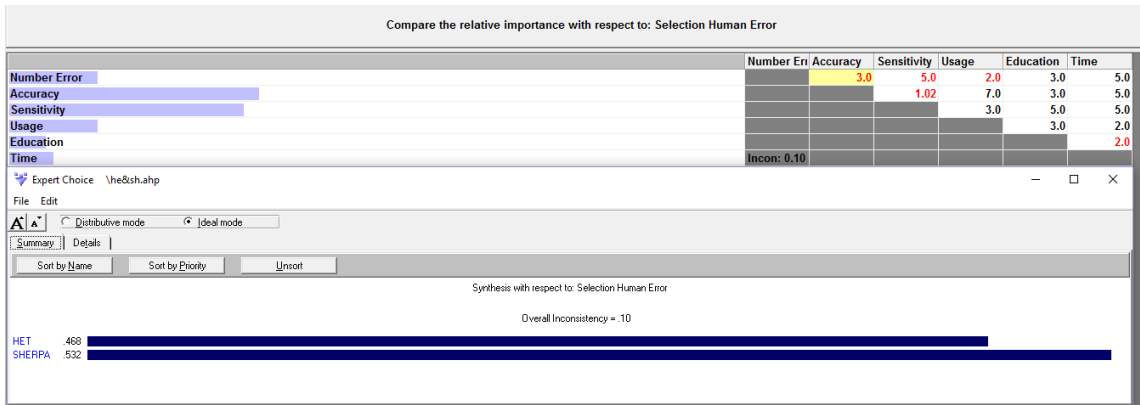 Compare the relative importance with respect to: Selection Human Error
Number Err Accuracy Sensitivity Usage Education Time
Number Error 3.0 5.0 2.0 3.0 5.0
Accuracy 1.02 7.0 3.0 5.0
Sensitivity 3.0 5.0 5.0
Usage 3.0 2.0
Education 2.0
Time Incon: 0.10
Expert Choice \he&sh.ahp
File Edit
A A Distributive mode Ideal mode
Summary Details
Sort by Name Sort by Priority Unsort
Synthesis with respect to: Selection Human Error
Overall Inconsistency = .10
HET .468
SHERPA .532